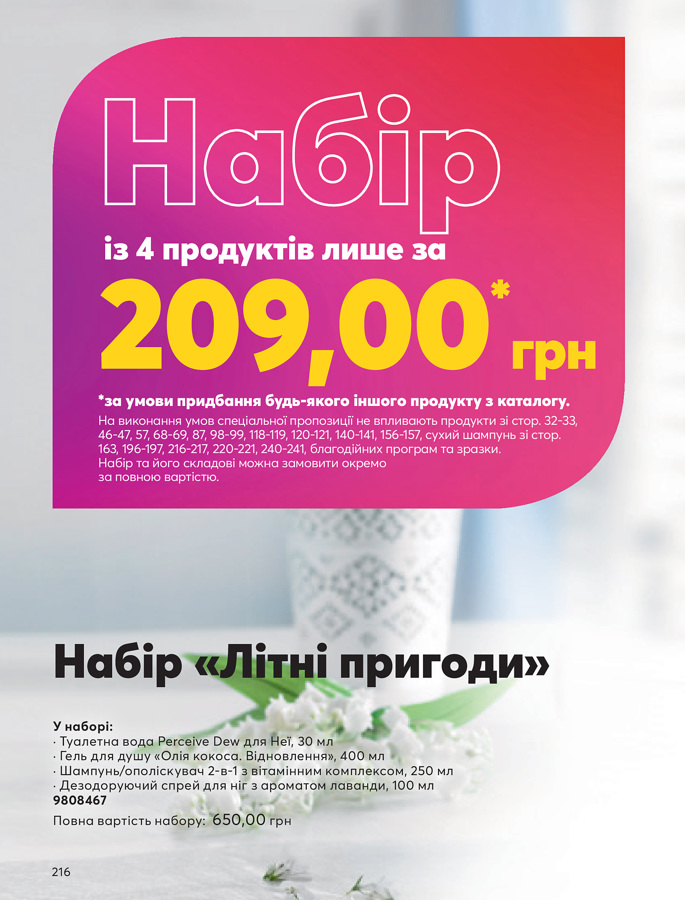 Набір
із 4 продуктів лише за
209,00*
грн
*за умови придбання будь-якого іншого продукту з каталогу.
На виконання умов спеціальної пропозиції не впливають продукти зі стор. 32-33,
46-47, 57, 68-69, 87, 98-99, 118-119, 120-121, 140-141, 156-157, сухий шампунь зі стор.
163, 196-197, 216-217, 220-221, 240-241, благодійних програм та зразки.
Набір та його складові можна замовити окремо
за повною вартістю.
Набір «Літні пригоди»
У наборі:
· Туалетна вода Perceive Dew для Неї, 30 мл
· Гель для душу «Олія кокоса. Відновлення», 400 мл
· Шампунь/ополіскувач 2-в-1 з вітамінним комплексом, 250 мл
· Дезодоруючий спрей для ніг з ароматом лаванди, 100 мл
9808467
Повна вартість набору: 650,00 грн
216